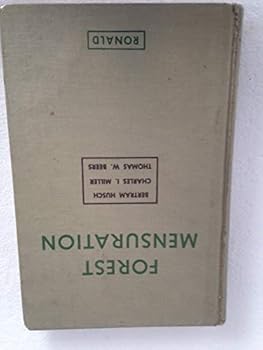 FOREST
MENSURATION
BERTRAM HUSCH
CHARLES I. MILLER
THOMAS W. BEERS
RONALD